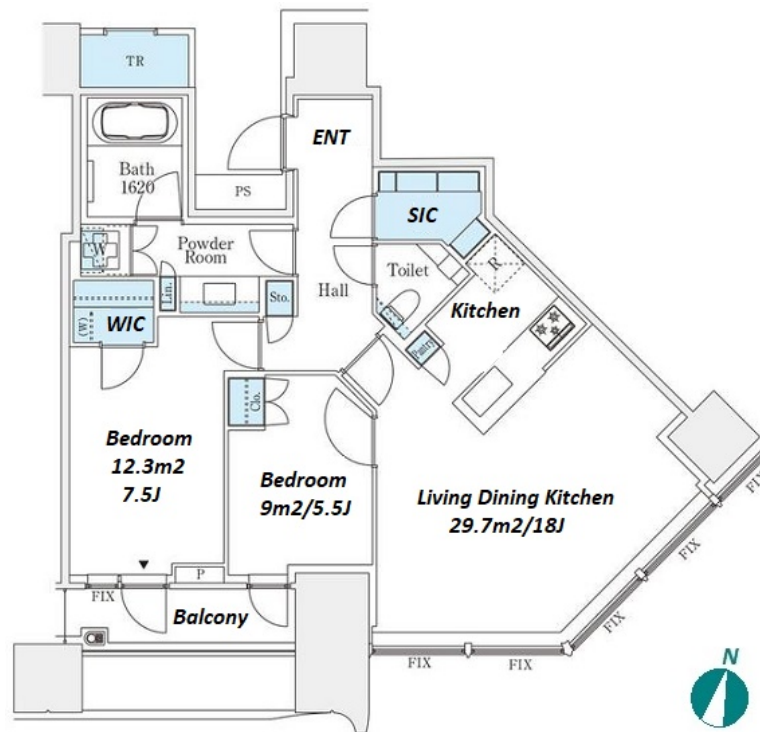 TR
ENT
Bath
1620
PS
SIC
W
Powder
Room
Toilet
R
Hall
Lin.
Sto.
Kitchen
WIC
(W)
Pantry
Clo.
Bedroom
12.3m2
7.5J
Bedroom
9m2/5.5J
Living Dining Kitchen
29.7m2/18J
FIX
FIX
P
FIX
Balcony
FIX
FIX
FIX
N